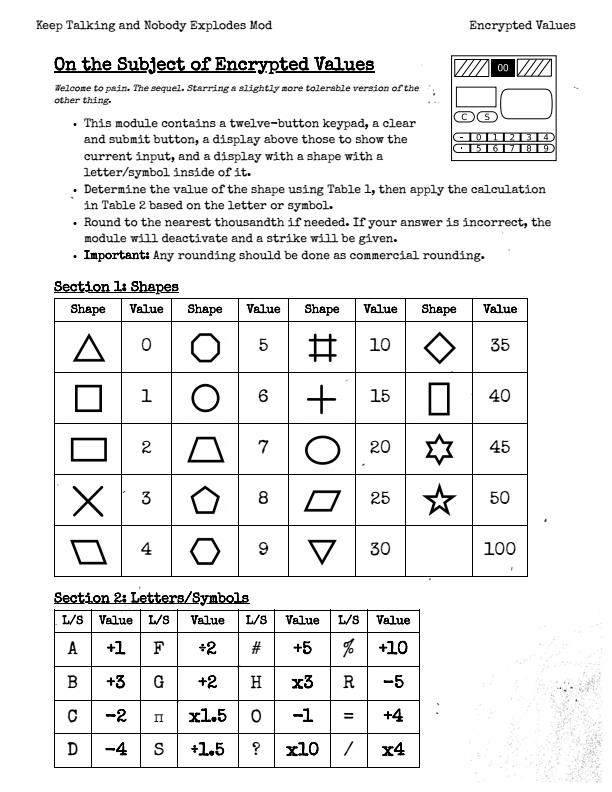 Keep Talking and Nobody Explodes Mod Encrypted Values
On the Subject of Encrypted Values
Welcome to pain. The sequel. Starring a slightly more tolerable version of the
other thing.
00
C S
- 0 1 2 3 4
· 5 6 7 8 9
• This module contains a twelve-button keypad, a clear
and submit button, a display above those to show the
current input, and a display with a shape with a
letter/symbol inside of it.
• Determine the value of the shape using Table 1, then apply the calculation
in Table 2 based on the letter or symbol.
• Round to the nearest thousandth if needed. If your answer is incorrect, the
module will deactivate and a strike will be given.
• Important: Any rounding should be done as commercial rounding.
Section 1: Shapes
Shape Value Shape Value Shape Value Shape Value
0 5 10 35
1 6 15 40
2 7 20 45
3 8 25 50
4 9 30 100
Section 2: Letters/Symbols
L/S Value L/S Value L/S Value L/S Value
A +1 F ÷2 # +5 % +10
B +3 G +2 H x3 R -5
C -2 π x1.5 O -1 = +4
D -4 S ÷1.5 ? x10 / x4